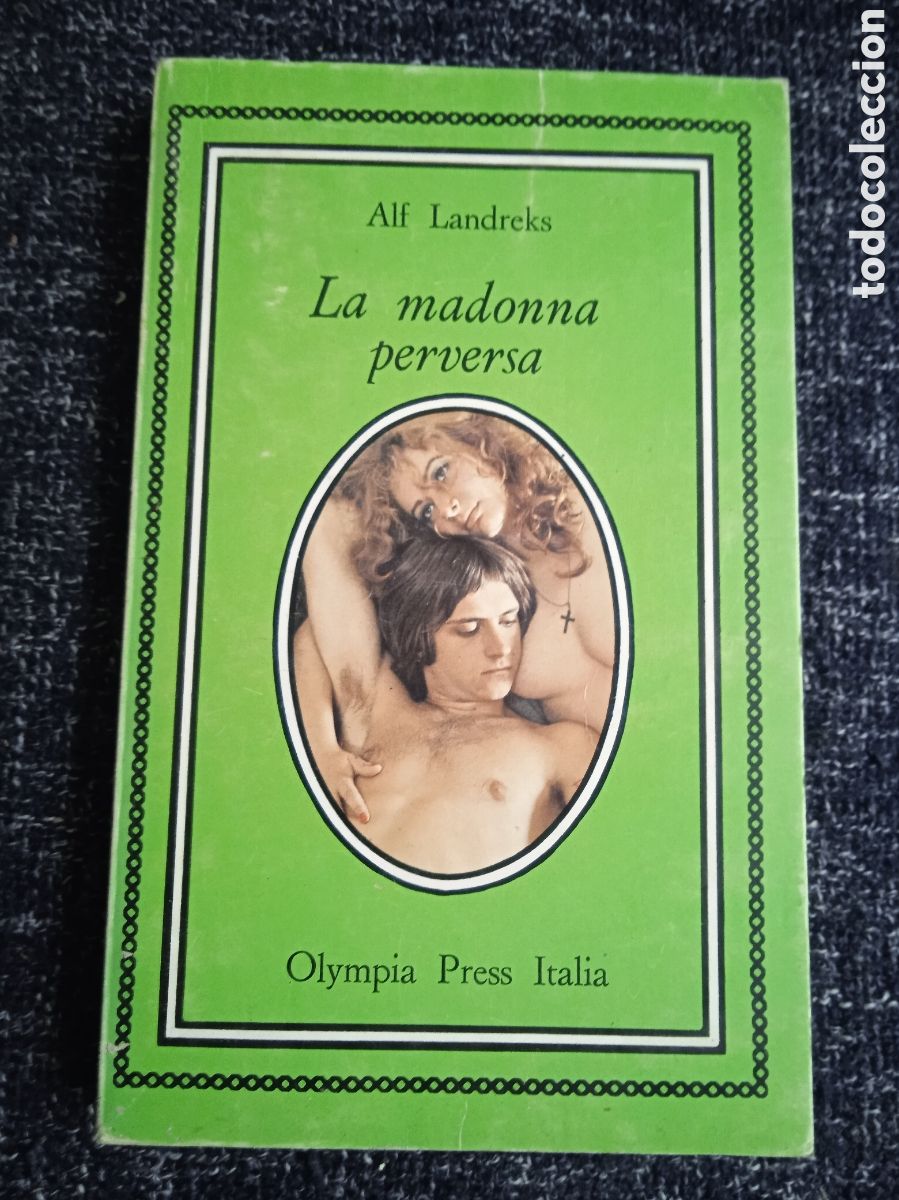 Alf Landreks
La madonna
perversa
Olympia Press Italia
todocoleccion